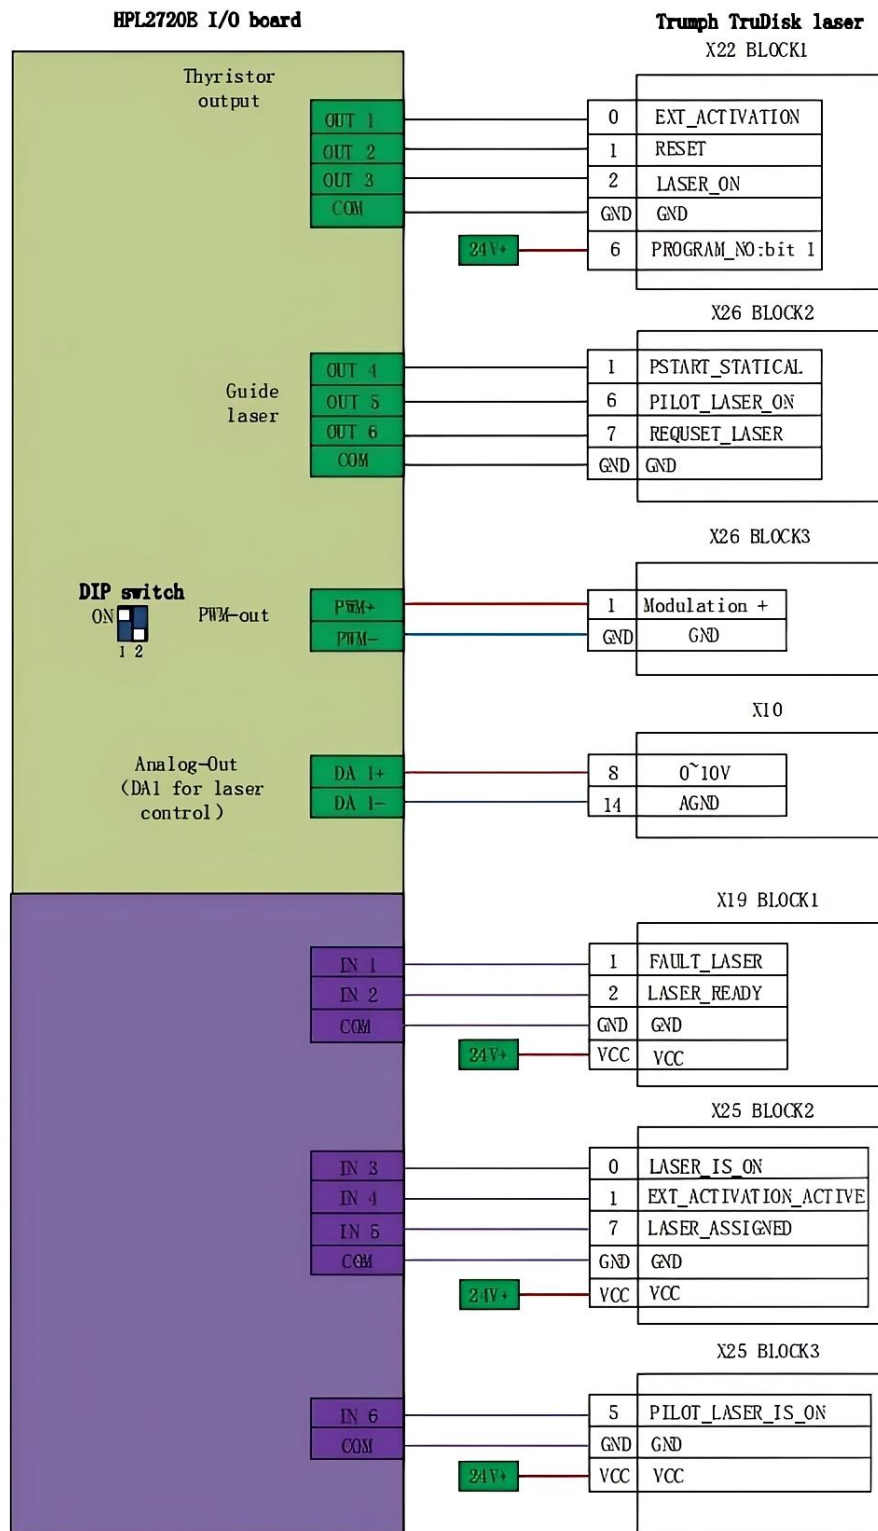 HPL2720E I/O board
Trumph TruDisk laser
X22 BLOCK1
Thyristor
output
OUT 1
0 EXT_ACTIVATION
OUT 2
1 RESET
OUT 3
2 LASER_ON
COM
GND GND
24V+
6 PROGRAM_NO:bit 1
X26 BLOCK2
Guide
laser
OUT 4
1 PSTART_STATICAL
OUT 5
6 PILOT_LASER_ON
OUT 6
7 REQUSET_LASER
COM
GND GND
X26 BLOCK3
DIP switch
ON
1 2
PWM-out
PWM+
1 Modulation +
PWM-
GND GND
X10
Analog-Out
(DA1 for laser
control)
DA 1+
8 0~10V
DA 1-
14 AGND
X19 BLOCK1
IN 1
1 FAULT_LASER
IN 2
2 LASER_READY
COM
GND GND
24V+
VCC VCC
X25 BLOCK2
IN 3
0 LASER_IS_ON
IN 4
1 EXT_ACTIVATION_ACTIVE
IN 5
7 LASER_ASSIGNED
COM
GND GND
24V+
VCC VCC
X25 BLOCK3
IN 6
5 PILOT_LASER_IS_ON
COM
GND GND
24V+
VCC VCC